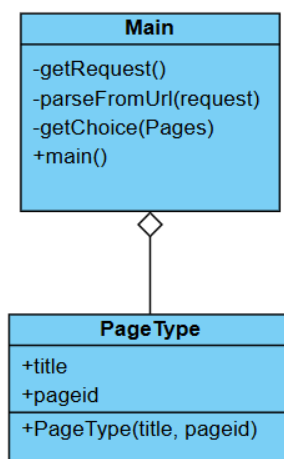 Main
-getRequest()
-parseFromUrl(request)
-getChoice(Pages)
+main()
PageType
+title
+pageid
+PageType(title, pageid)